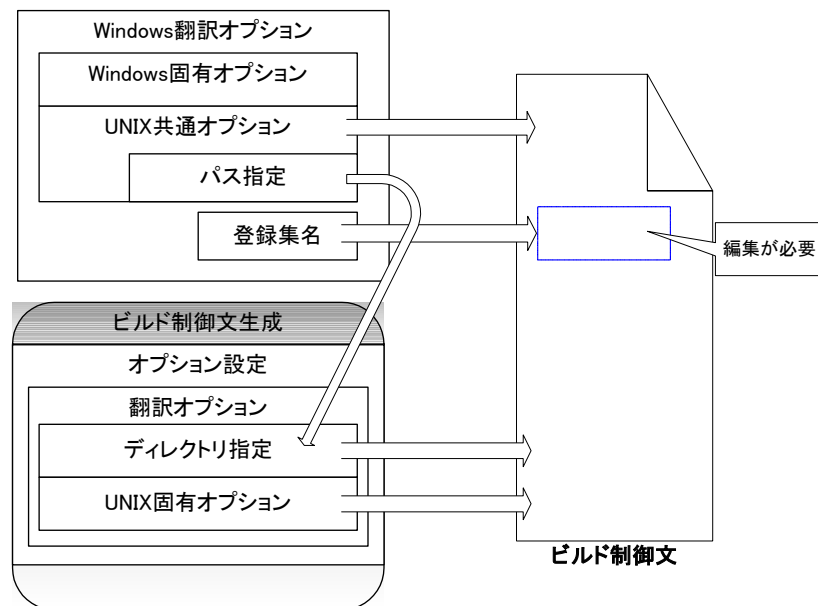 Windows翻訳オプション
Windows固有オプション
UNIX共通オプション
パス指定
登録集名
編集が必要
ビルド制御文生成
オプション設定
翻訳オプション
ディレクトリ指定
UNIX固有オプション
ビルド制御文